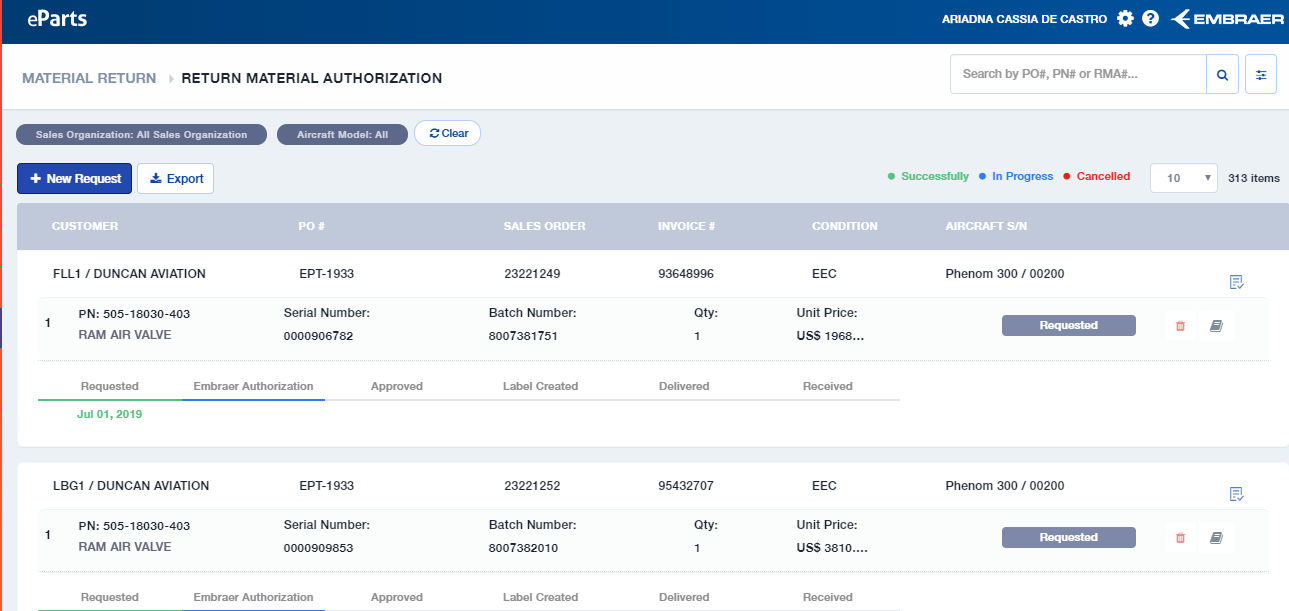 eParts
ARIADNA CASSIA DE CASTRO EMBRAER
MATERIAL RETURN RETURN MATERIAL AUTHORIZATION
Search by PO#, PN# or RMA#...
Sales Organization: All Sales Organization Aircraft Model: All Clear
+ New Request Export
Successfully In Progress Cancelled 10 313 items
CUSTOMER PO # SALES ORDER INVOICE # CONDITION AIRCRAFT S/N
FLL1 / DUNCAN AVIATION EPT-1933 23221249 93648996 EEC Phenom 300 / 00200
1 PN: 505-18030-403 Serial Number: Batch Number: Qty: Unit Price:
RAM AIR VALVE 0000906782 8007381751 1 US$ 1968...
Requested
Requested Embraer Authorization Approved Label Created Delivered Received
Jul 01, 2019
LBG1 / DUNCAN AVIATION EPT-1933 23221252 95432707 EEC Phenom 300 / 00200
1 PN: 505-18030-403 Serial Number: Batch Number: Qty: Unit Price:
RAM AIR VALVE 0000909853 8007382010 1 US$ 3810....
Requested
Requested Embraer Authorization Approved Label Created Delivered Received